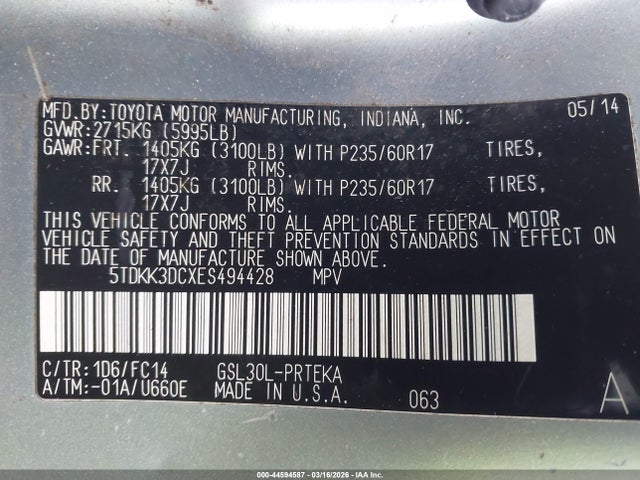 MFD.BY:TOYOTA MOTOR MANUFACTURING, INDIANA, INC. 05/14
GVWR:2715KG (5995LB)
GAWR:FRT. 1405KG (3100LB) WITH P235/60R17 TIRES,
17X7J RIMS.
RR. 1405KG (3100LB) WITH P235/60R17 TIRES,
17X7J RIMS.
THIS VEHICLE CONFORMS TO ALL APPLICABLE FEDERAL MOTOR
VEHICLE SAFETY AND THEFT PREVENTION STANDARDS IN EFFECT ON
THE DATE OF MANUFACTURE SHOWN ABOVE.
5TDKK3DCXES494428 MPV
C/TR:1D6/FC14 GSL30L-PRTEKA
A/TM:-01A/U660E MADE IN U.S.A. 063 A
000-44594587 | 03/16/2026 | IAA Inc.